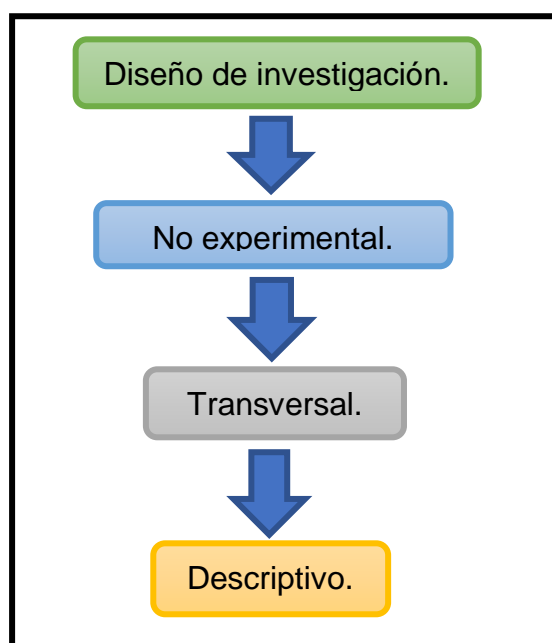 Diseño de investigación.
No experimental.
Transversal.
Descriptivo.